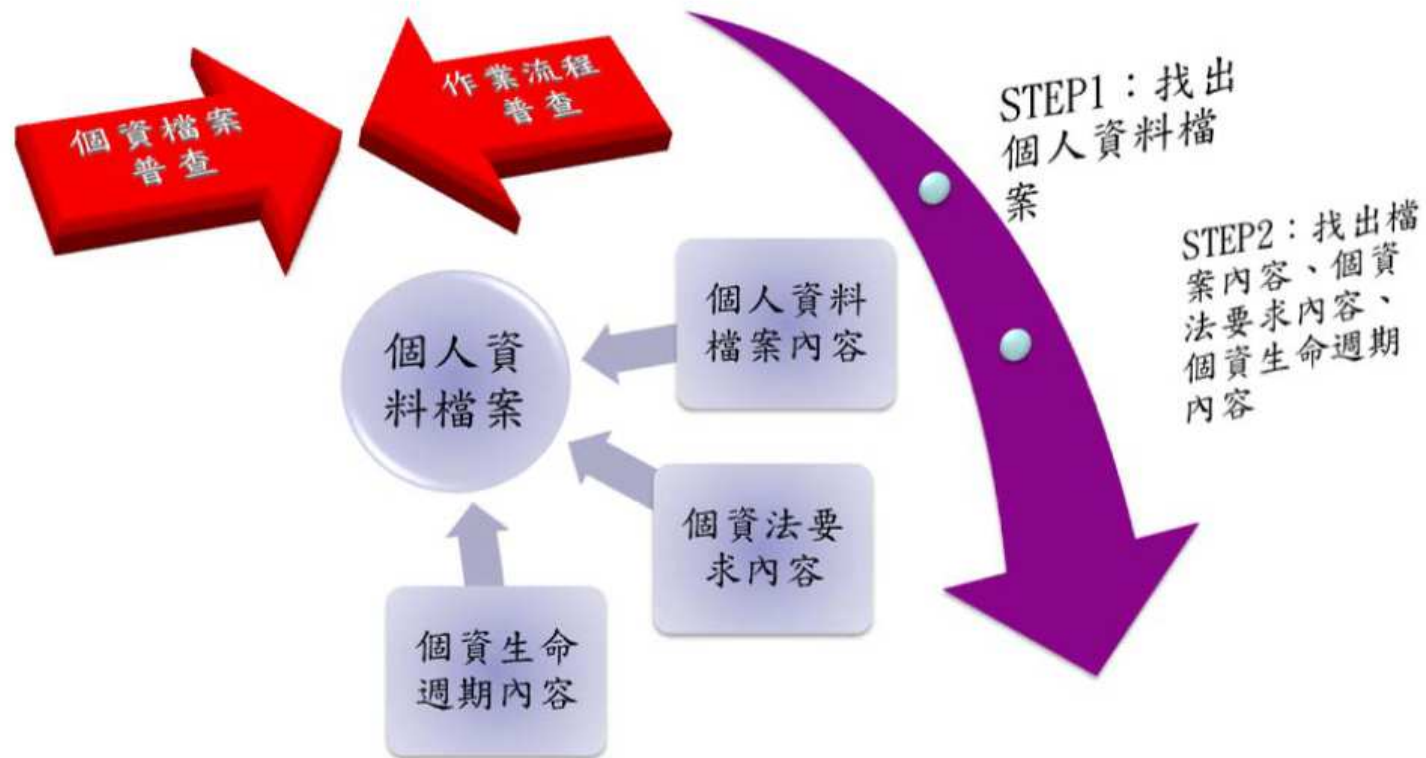 個資檔案
普查
作業流程
普查
STEP1：找出
個人資料檔
案
STEP2：找出檔
案內容、個資
法要求內容、
個資生命週期
內容
個人資
料檔案
個人資料
檔案內容
個資法要
求內容
個資生命
週期內容